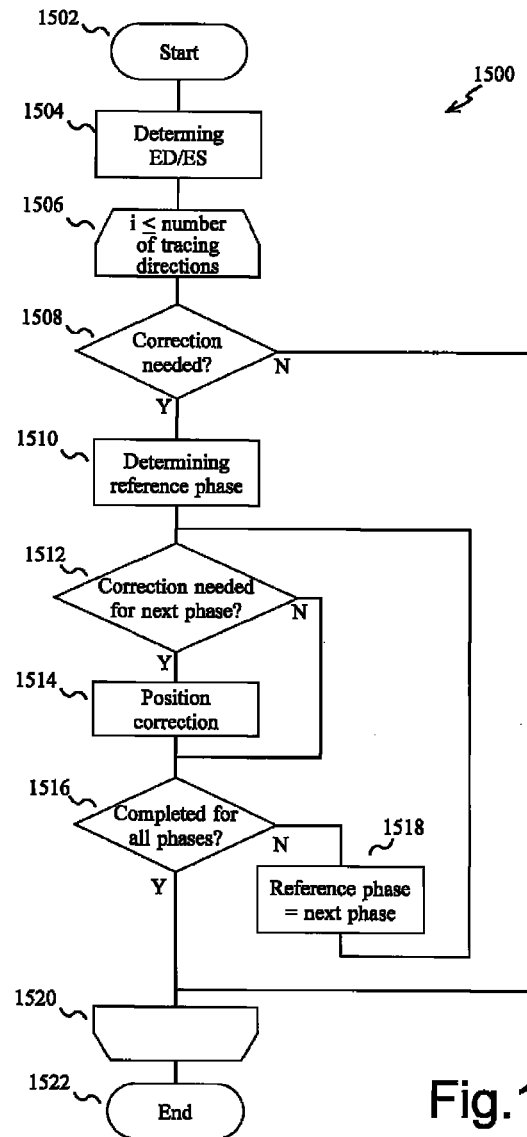 1502
Start
1500
1504
Determing
ED/ES
1506
i ≤ number
of tracing
directions
1508
Correction
needed?
N
Y
1510
Determining
reference phase
1512
Correction needed
for next phase?
N
Y
1514
Position
correction
1516
Completed for
all phases?
N
1518
Y
Reference phase
= next phase
1520
1522
End
Fig.1